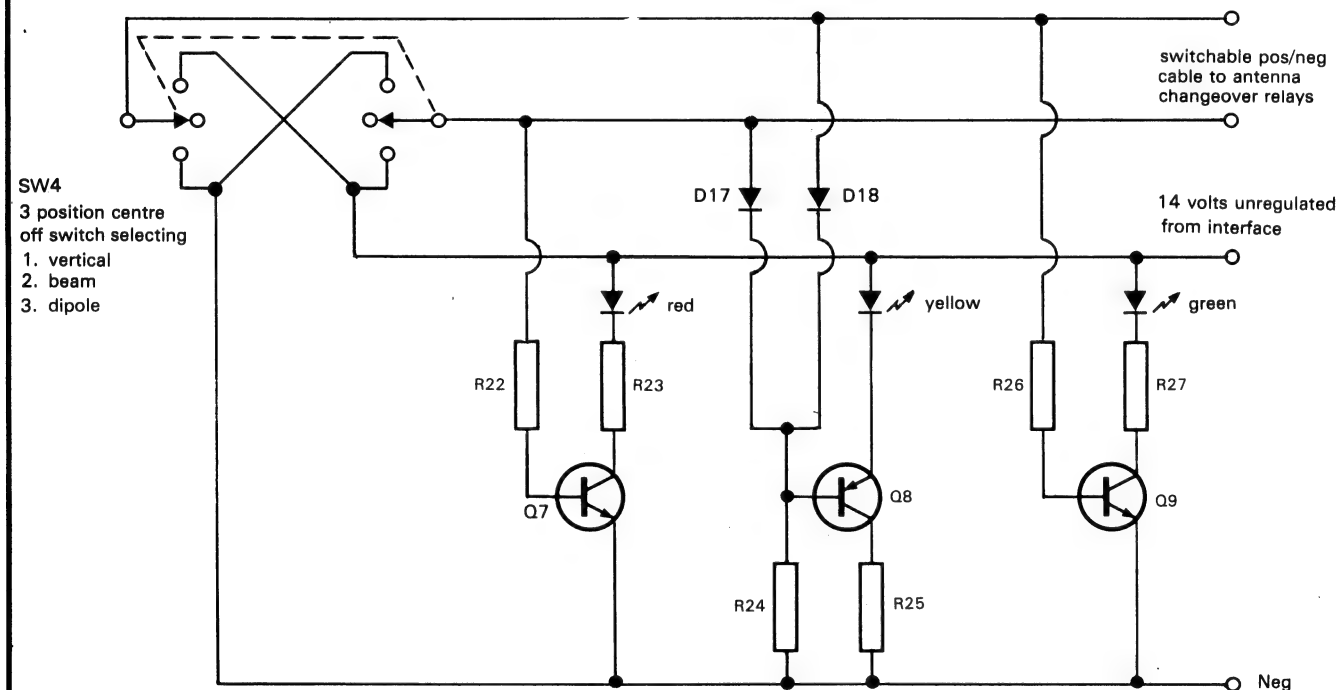 switchable pos/neg
cable to antenna
changeover relays
SW4
3 position centre
off switch selecting
1. vertical
2. beam
3. dipole
D17
D18
14 volts unregulated
from interface
red
yellow
green
R22
R23
R26
R27
Q7
Q8
Q9
R24
R25
Neg